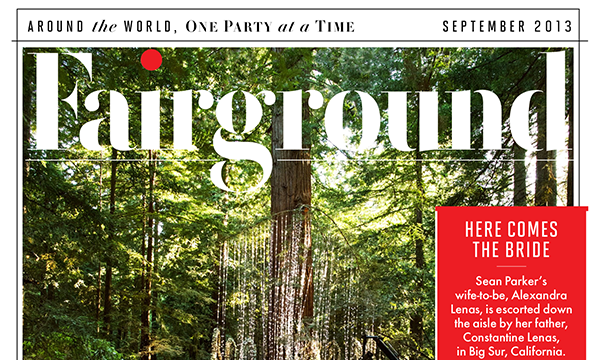 AROUND the WORLD, ONE PARTY at a TIME SEPTEMBER 2013
Fairground
HERE COMES
THE BRIDE
Sean Parker's
wife-to-be, Alexandra
Lenas, is escorted down
the aisle by her father,
Constantine Lenas,
in Big Sur, California.